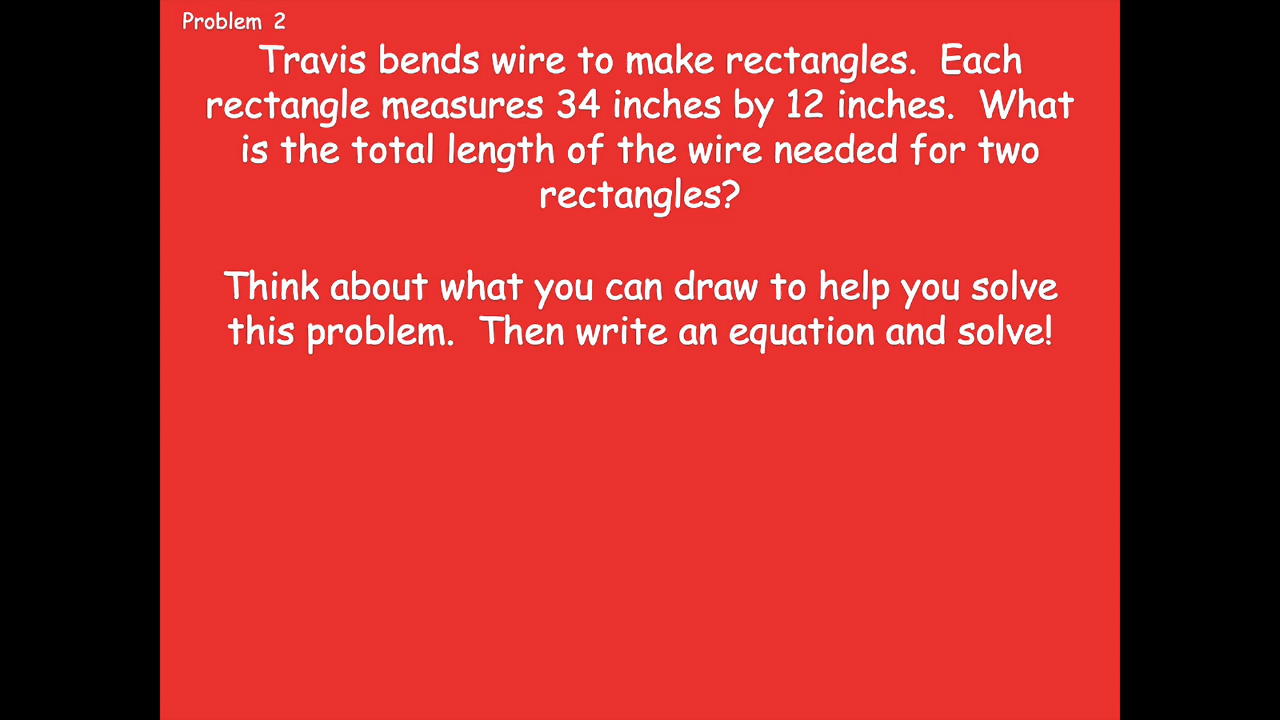 Problem 2
Travis bends wire to make rectangles. Each
rectangle measures 34 inches by 12 inches. What
is the total length of the wire needed for two
rectangles?
Think about what you can draw to help you solve
this problem. Then write an equation and solve!